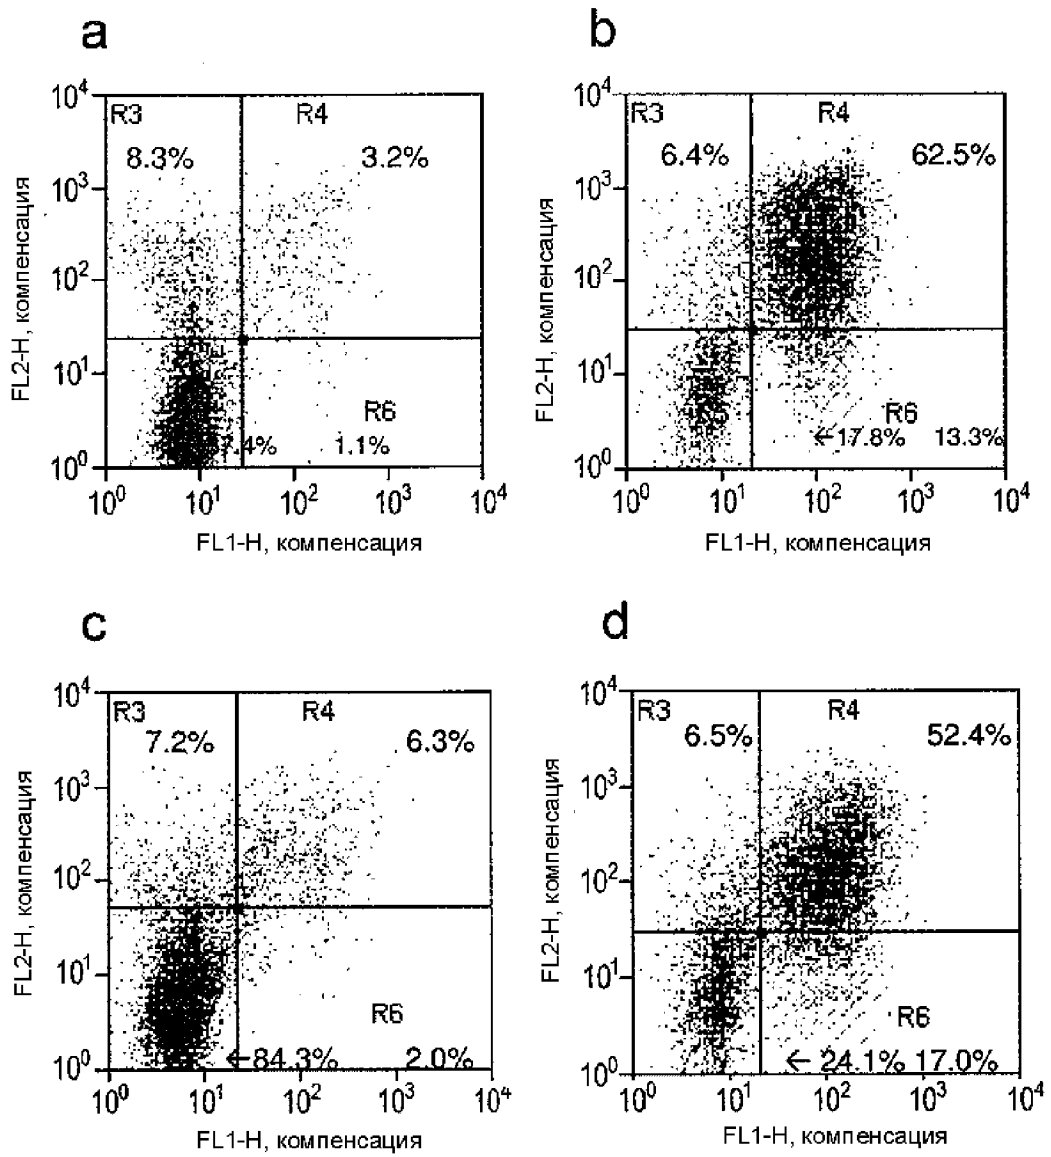 a
10⁴
R3
R4
8.3%
3.2%
10³
10²
10¹
R6
1.1%
10⁰
10⁰ 10¹ 10² 10³ 10⁴
FL2-H, компенсация
FL1-H, компенсация
b
10⁴
R3
R4
6.4%
62.5%
10³
10²
10¹
R6
←17.8% 13.3%
10⁰
10⁰ 10¹ 10² 10³ 10⁴
FL2-H, компенсация
FL1-H, компенсация
c
10⁴
R3
R4
7.2%
6.3%
10³
10²
10¹
R6
←84.3% 2.0%
10⁰
10⁰ 10¹ 10² 10³ 10⁴
FL2-H, компенсация
FL1-H, компенсация
d
10⁴
R3
R4
6.5%
52.4%
10³
10²
10¹
R6
← 24.1% 17.0%
10⁰
10⁰ 10¹ 10² 10³ 10⁴
FL2-H, компенсация
FL1-H, компенсация